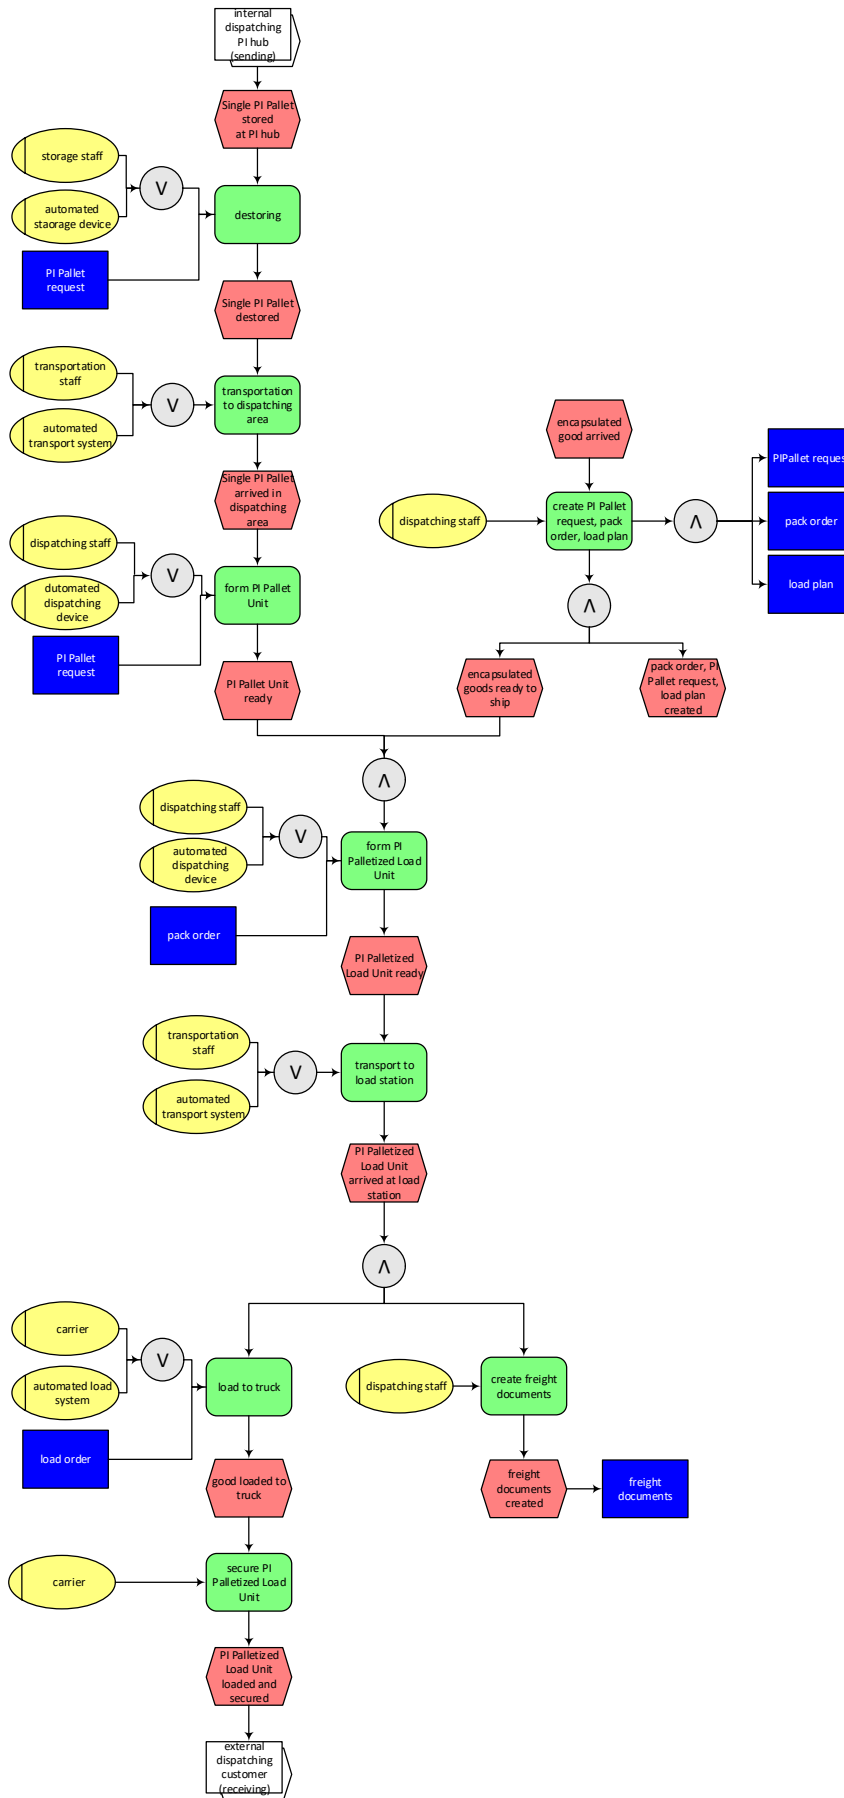 internal
dispatching
PI hub
(sending)
Single PI Pallet
stored
at PI hub
storage staff
V
automated
staorage device
destoring
PI Pallet
request
Single PI Pallet
destored
transportation
staff
V
automated
transport system
transportation
to dispatching
area
encapsulated
good arrived
PIPallet reques
Single PI Pallet
arrived in
dispatching
area
dispatching staff
create PI Pallet
request, pack
order, load plan
Λ
pack order
load plan
dispatching staff
V
dutomated
dispatching
device
form PI Pallet
Unit
Λ
PI Pallet
request
PI Pallet Unit
ready
encapsulated
goods ready to
ship
pack order, PI
Pallet request,
load plan
created
Λ
dispatching staff
V
automated
dispatching
device
form PI
Palletized Load
Unit
pack order
PI Palletized
Load Unit ready
transportation
staff
V
automated
transport system
transport to
load station
PI Palletized
Load Unit
arrived at load
station
Λ
carrier
V
automated load
system
load to truck
dispatching staff
create freight
documents
load order
good loaded to
truck
freight
documents
created
freight
documents
carrier
secure PI
Palletized Load
Unit
PI Palletized
Load Unit
loaded and
secured
external
dispatching
customer
(receiving)